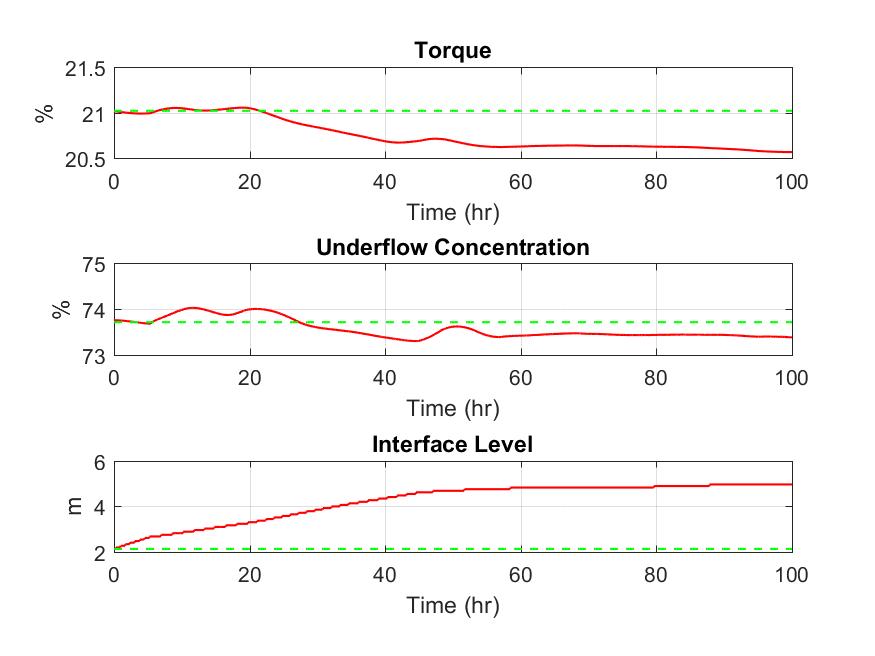 Torque
21.5
21
20.5
%
0 20 40 60 80 100
Time (hr)
Underflow Concentration
75
74
73
%
0 20 40 60 80 100
Time (hr)
Interface Level
6
4
2
m
0 20 40 60 80 100
Time (hr)